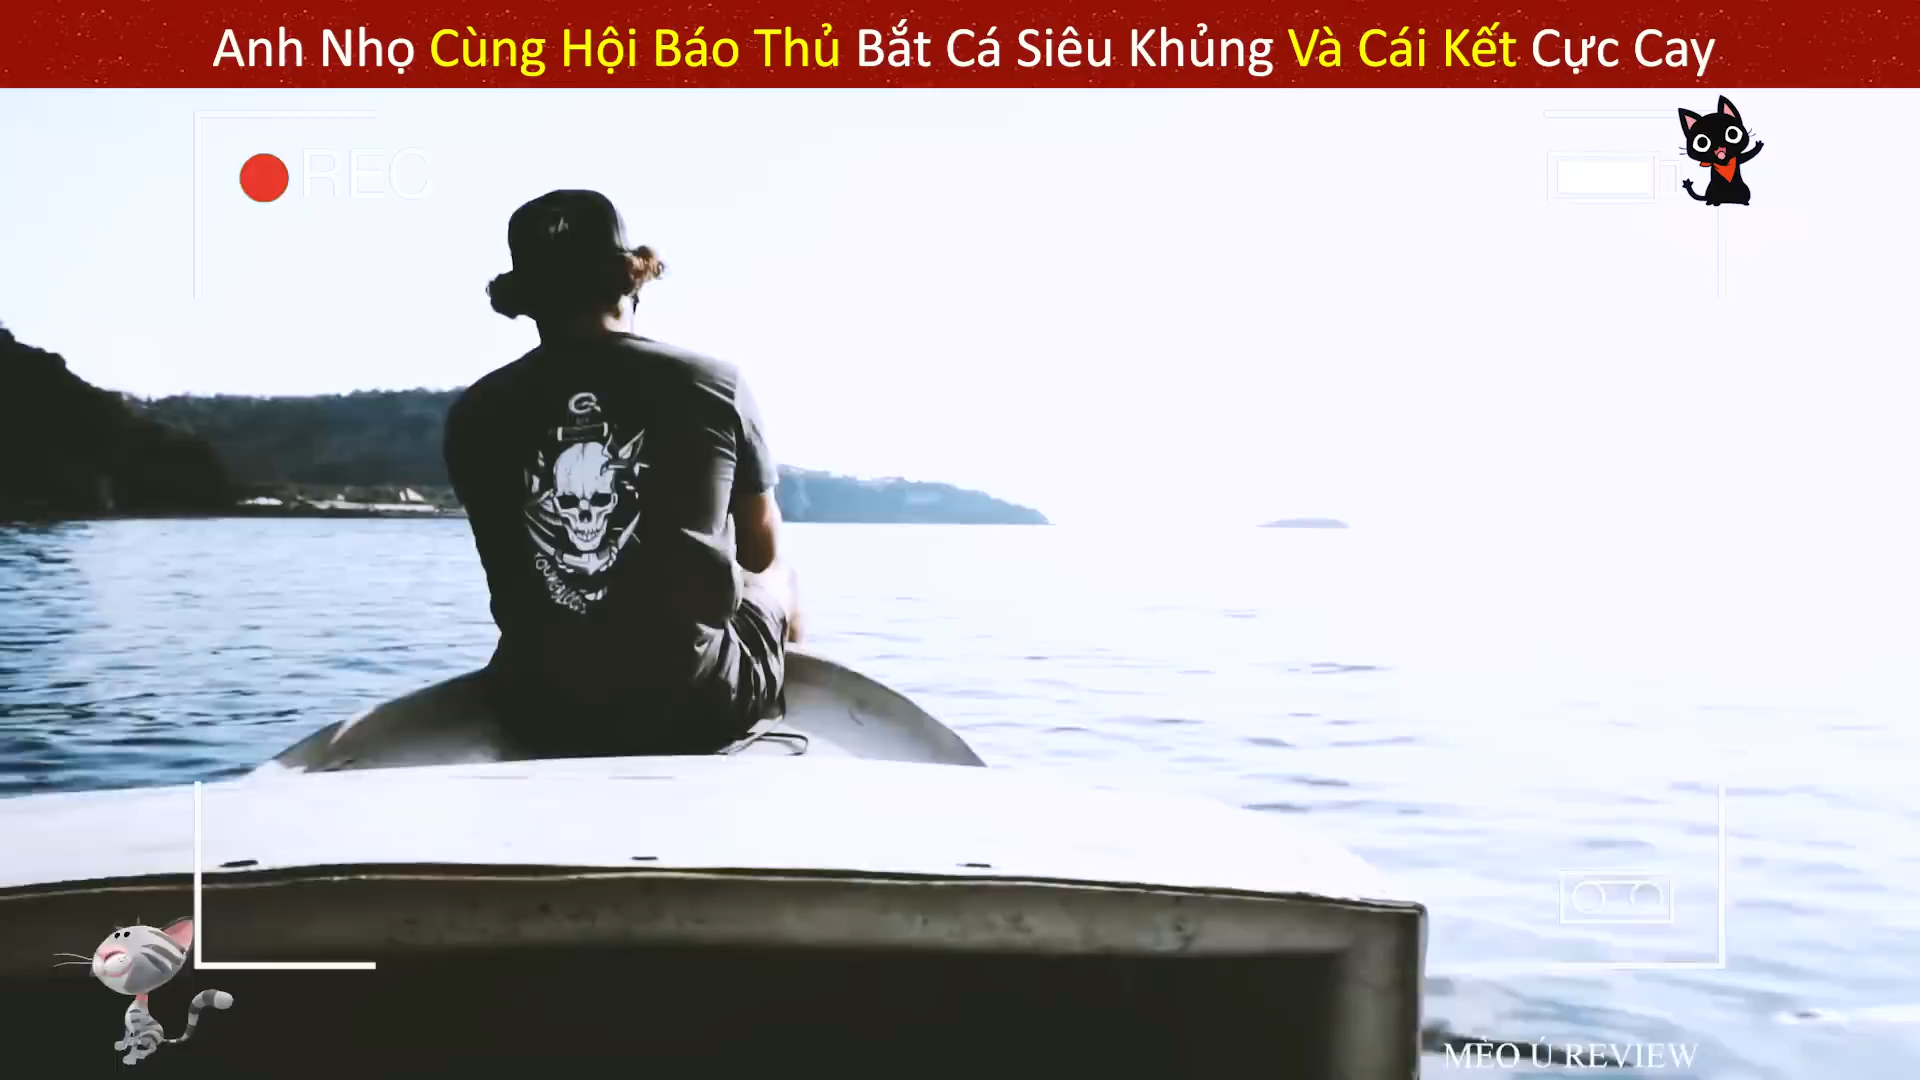 Anh Nhọ Cùng Hội Báo Thủ Bắt Cá Siêu Khủng Và Cái Kết Cực Cay
REC
MÈO Ú REVIEW